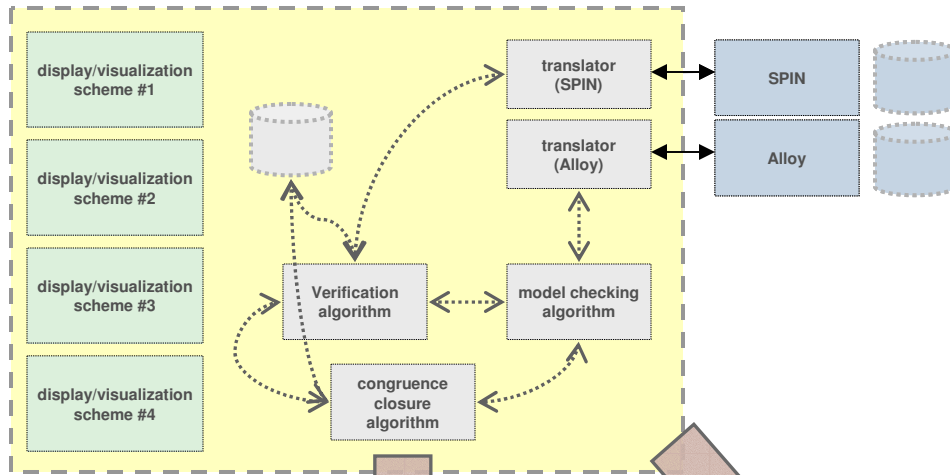 display/visualization
scheme #1
display/visualization
scheme #2
display/visualization
scheme #3
display/visualization
scheme #4
translator
(SPIN)
SPIN
translator
(Alloy)
Alloy
Verification
algorithm
model checking
algorithm
congruence
closure
algorithm